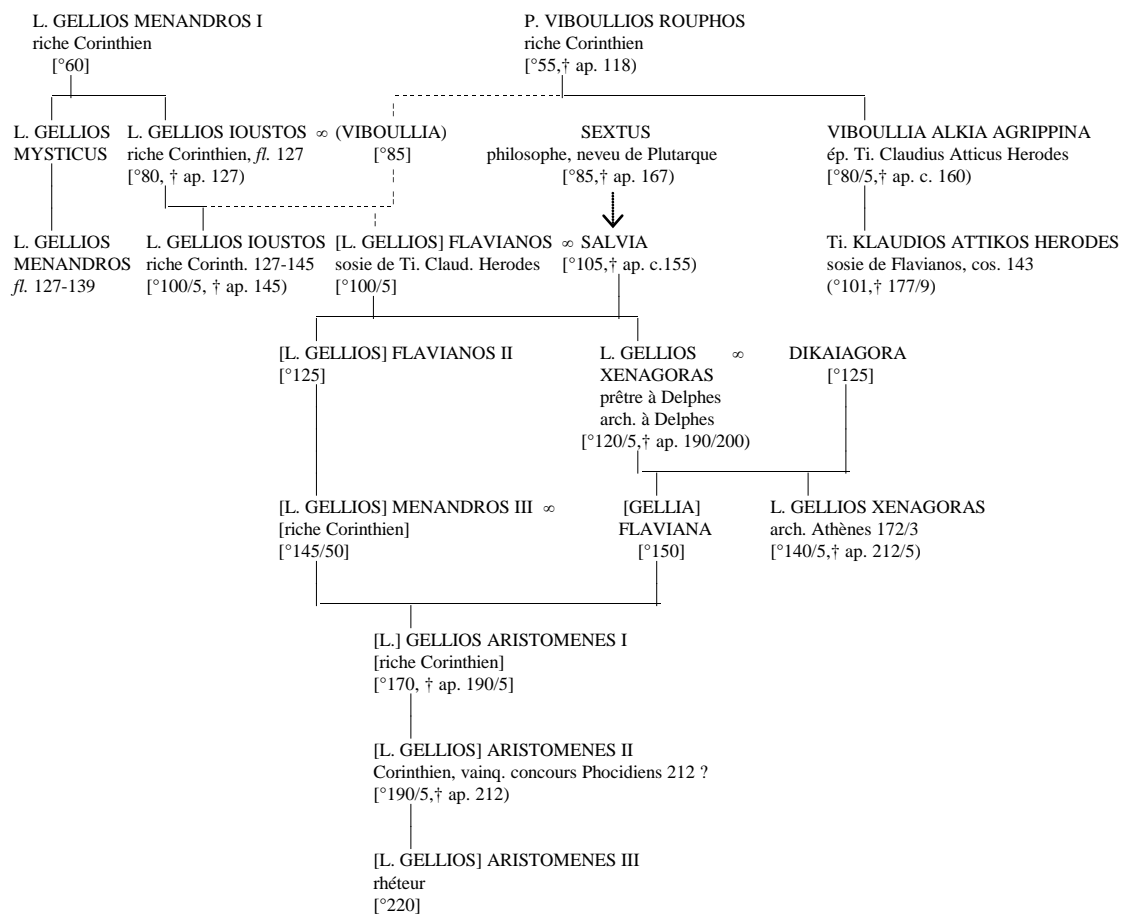 L. GELLIOS MENANDROS I
riche Corinthien
[°60]
P. VIBOULLIOS ROUPHOS
riche Corinthien
[°55,† ap. 118)
L. GELLIOS
MYSTICUS
L. GELLIOS IOUSTOS ∞ (VIBOULLIA)
riche Corinthien, fl. 127
[°80, † ap. 127)
[°85]
SEXTUS
philosophe, neveu de Plutarque
[°85,† ap. 167)
VIBOULLIA ALKIA AGRIPPINA
ép. Ti. Claudius Atticus Herodes
[°80/5,† ap. c. 160)
L. GELLIOS
MENANDROS
fl. 127-139
L. GELLIOS IOUSTOS
riche Corinth. 127-145
[°100/5, † ap. 145)
[L. GELLIOS] FLAVIANOS ∞ SALVIA
sosie de Ti. Claud. Herodes
[°100/5]
[°105,† ap. c.155)
Ti. KLAUDIOS ATTIKOS HERODES
sosie de Flavianos, cos. 143
(°101,† 177/9)
[L. GELLIOS] FLAVIANOS II
[°125]
L. GELLIOS ∞
XENAGORAS
prêtre à Delphes
arch. à Delphes
[°120/5,† ap. 190/200)
DIKAIAGORA
[°125]
[L. GELLIOS] MENANDROS III ∞
[riche Corinthien]
[°145/50]
[GELLIA]
FLAVIANA
[°150]
L. GELLIOS XENAGORAS
arch. Athènes 172/3
[°140/5,† ap. 212/5)
[L.] GELLIOS ARISTOMENES I
[riche Corinthien]
[°170, † ap. 190/5]
[L. GELLIOS] ARISTOMENES II
Corinthien, vainq. concours Phocidiens 212 ?
[°190/5,† ap. 212)
[L. GELLIOS] ARISTOMENES III
rhéteur
[°220]